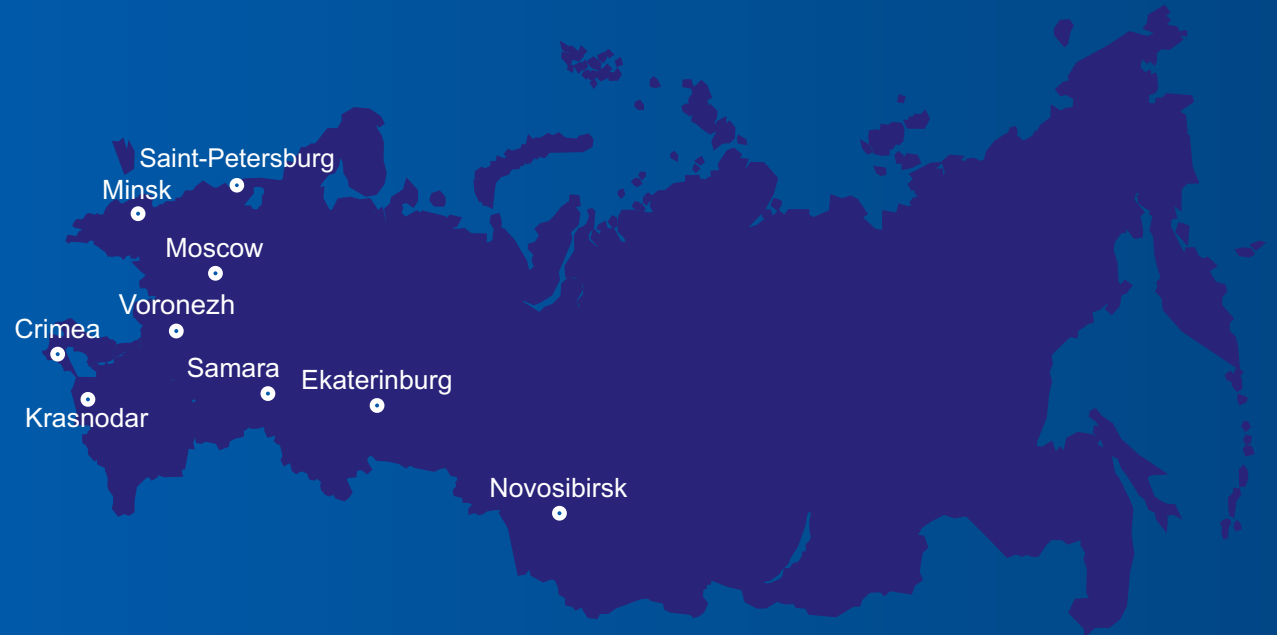 Saint-Petersburg
Minsk
Moscow
Voronezh
Crimea
Samara
Ekaterinburg
Krasnodar
Novosibirsk